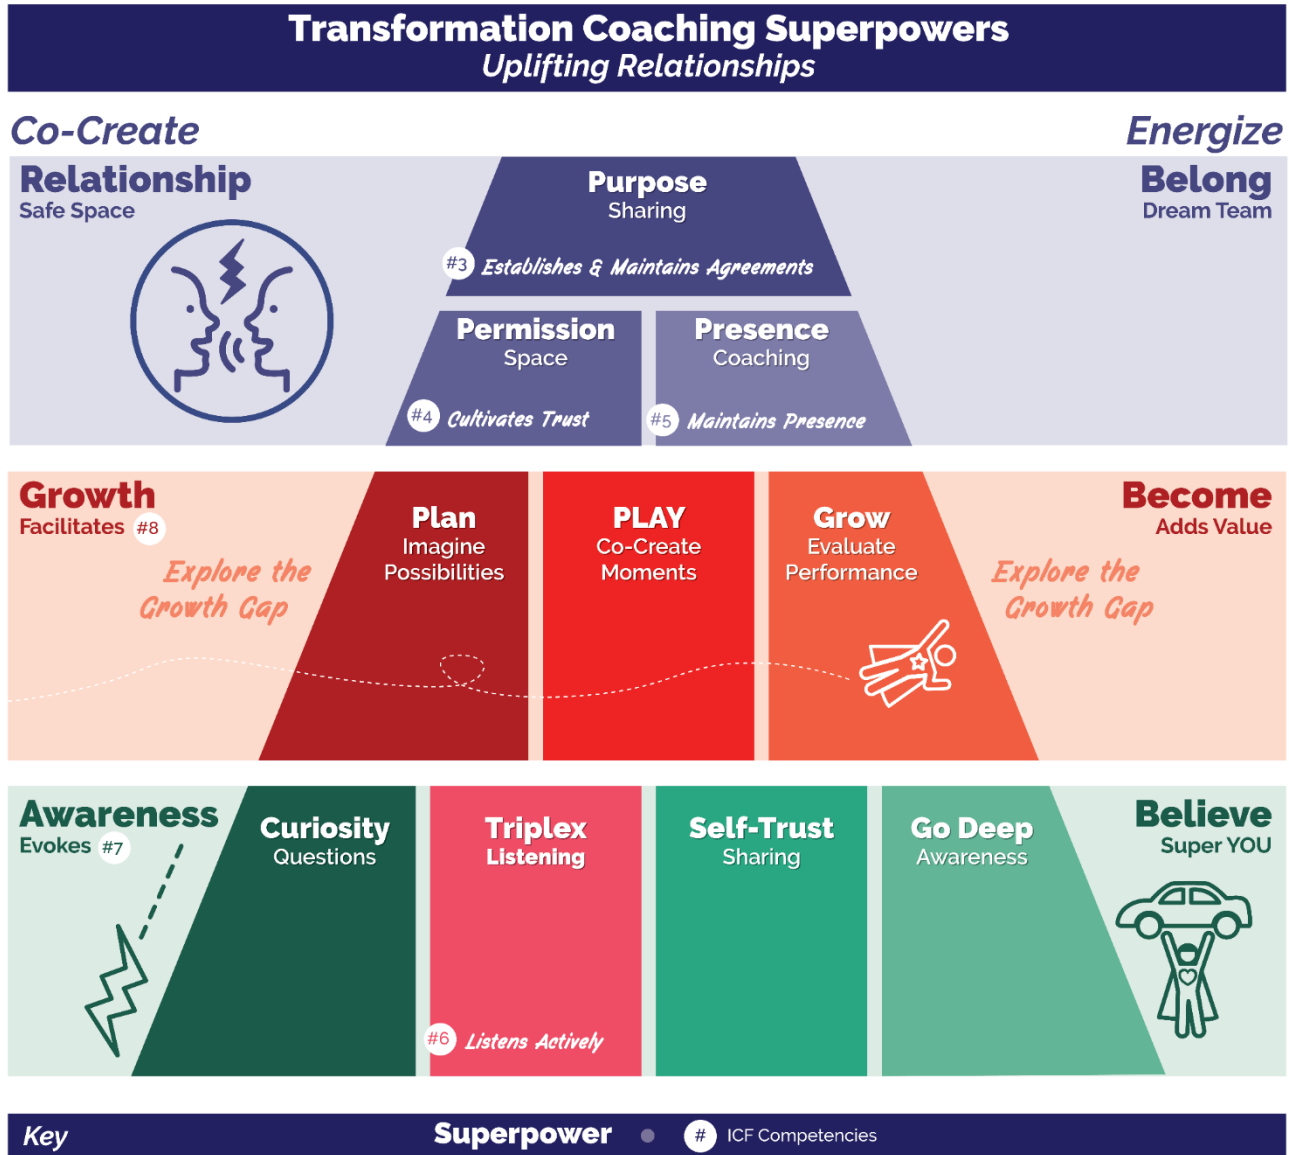 Transformation Coaching Superpowers
Uplifting Relationships
Co-Create
Energize
Relationship
Safe Space
Purpose
Sharing
#3 Establishes & Maintains Agreements
Belong
Dream Team
Permission
Space
#4 Cultivates Trust
Presence
Coaching
#5 Maintains Presence
Growth
Facilitates #8
Explore the
Growth Gap
Plan
Imagine
Possibilities
PLAY
Co-Create
Moments
Grow
Evaluate
Performance
Become
Adds Value
Explore the
Growth Gap
Awareness
Evokes #7
Curiosity
Questions
Triplex
Listening
#6 Listens Actively
Self-Trust
Sharing
Go Deep
Awareness
Believe
Super YOU
Key
Superpower
# ICF Competencies